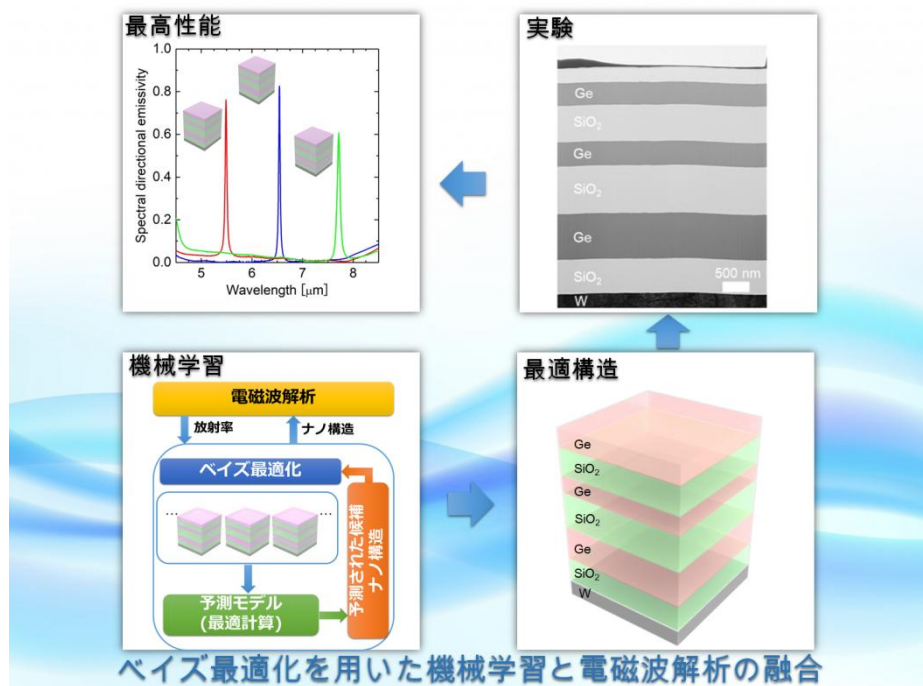 最高性能
1.0
0.8
0.6
0.4
0.2
0.0
Spectral directional emissivity
5
6
7
8
Wavelength [μm]
実験
Ge
SiO₂
Ge
SiO₂
Ge
SiO₂
500 nm
W
機械学習
電磁波解析
放射率
ナノ構造
ベイズ最適化
...
...
予測された候補
ナノ構造
予測モデル
(最適計算)
最適構造
Ge
SiO₂
Ge
SiO₂
Ge
SiO₂
W
ベイズ最適化を用いた機械学習と電磁波解析の融合